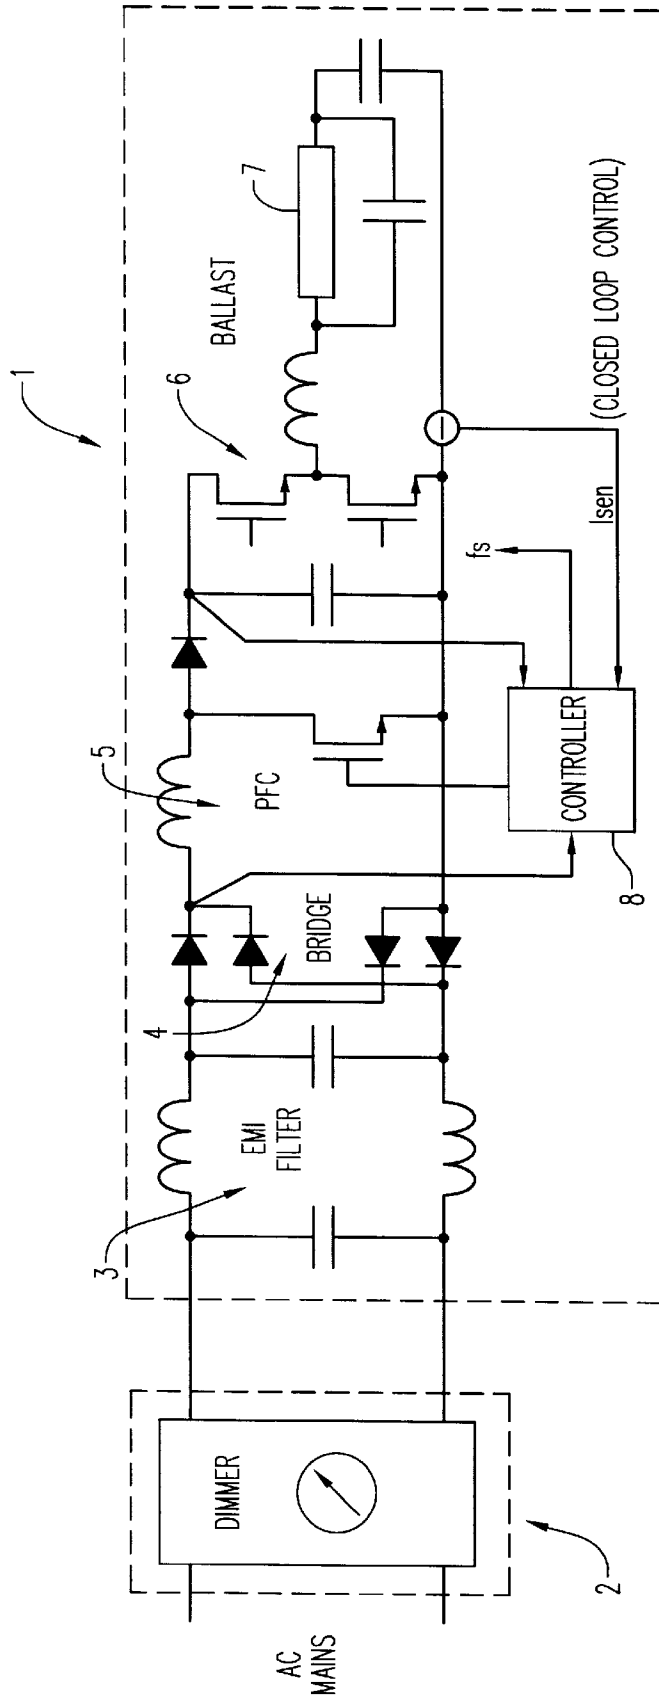 AC
MAINS
DIMMER
2
3
EMI
FILTER
4
BRIDGE
5
PFC
8
CONTROLLER
fs
Isen
(CLOSED LOOP CONTROL)
6
BALLAST
7
1